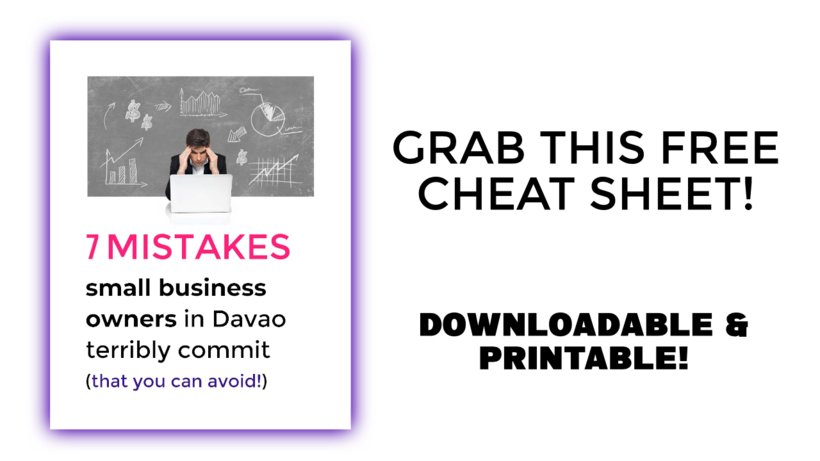 7 MISTAKES
small business
owners in Davao
terribly commit
(that you can avoid!)
GRAB THIS FREE
CHEAT SHEET!
DOWNLOADABLE &
PRINTABLE!